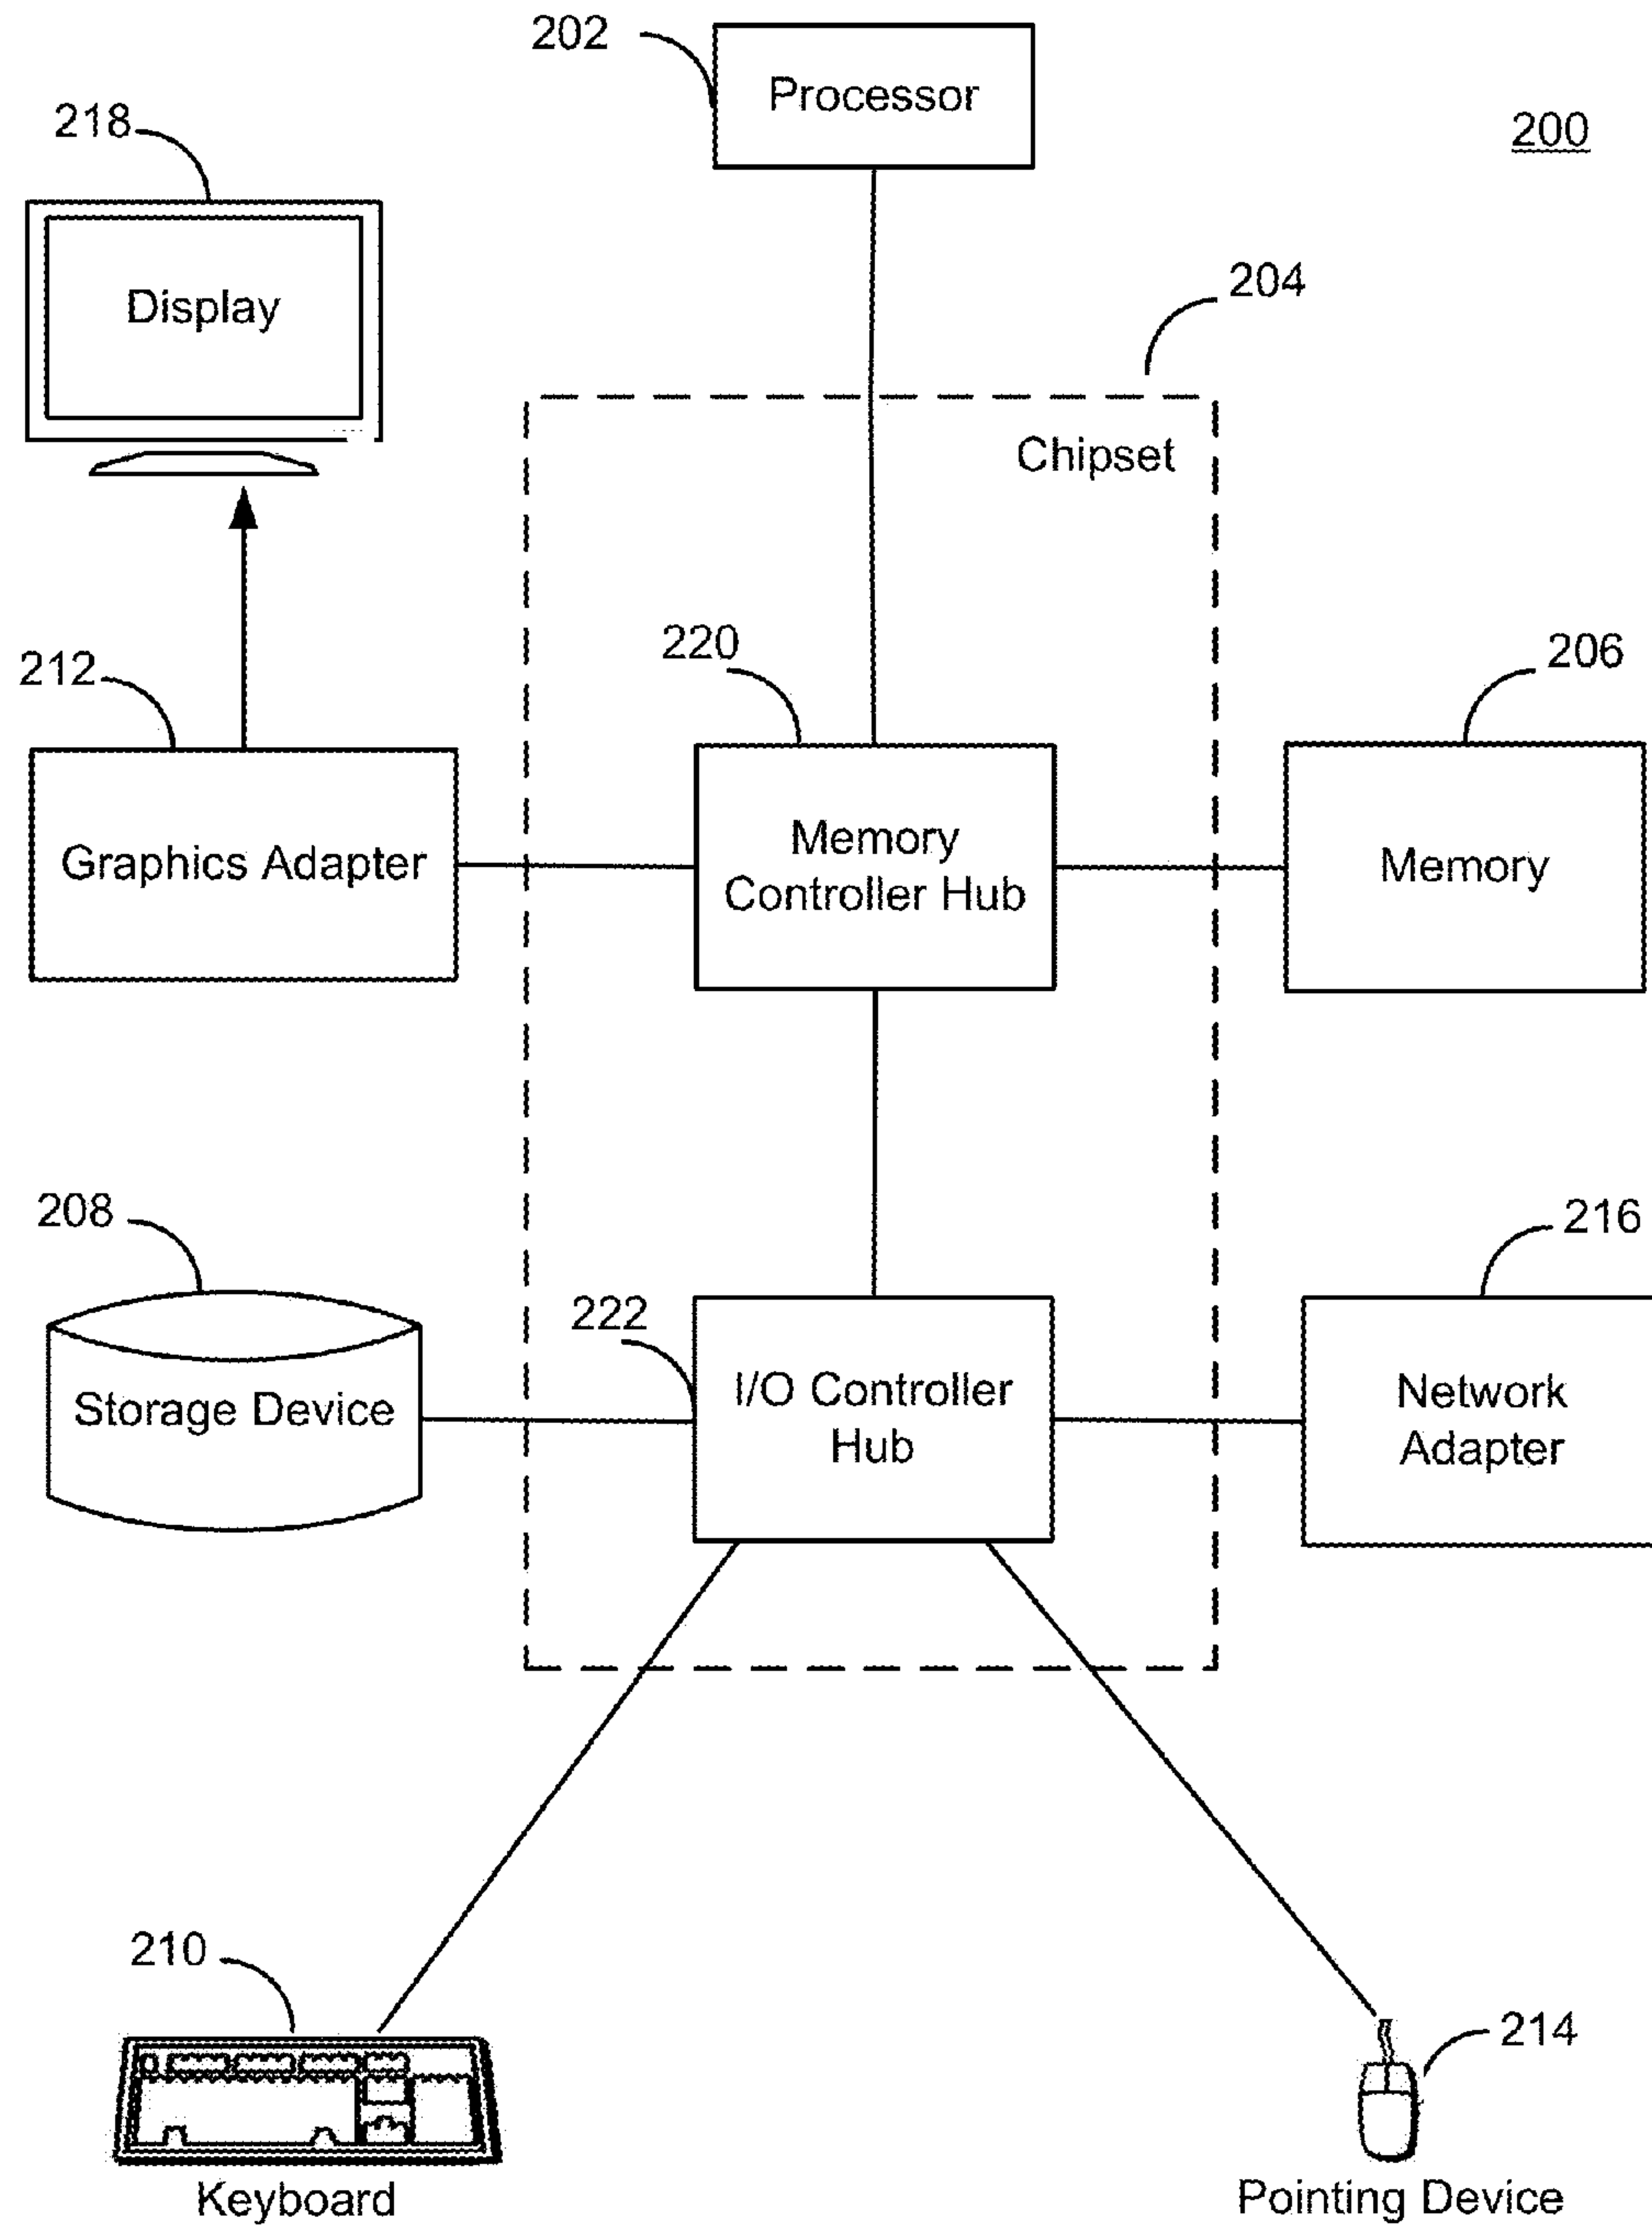 202
Processor
200
218
Display
204
Chipset
212
220
206
Graphics Adapter
Memory
Controller Hub
Memory
208
222
216
Storage Device
I/O Controller
Hub
Network
Adapter
210
214
Keyboard
Pointing Device